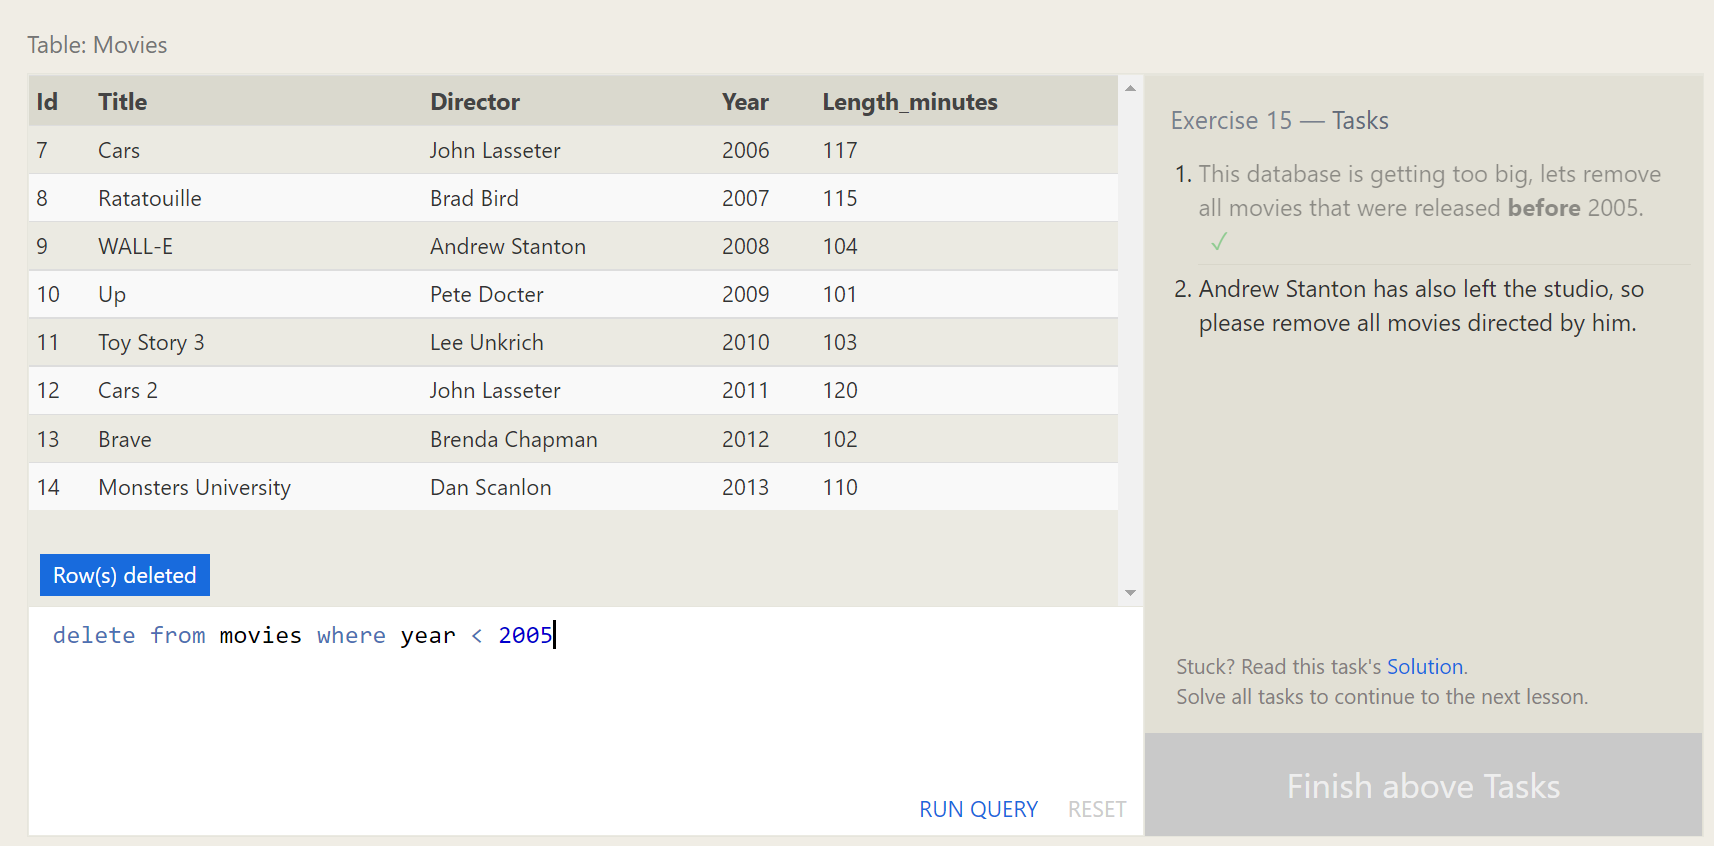 Table: Movies
Id Title Director Year Length_minutes
7 Cars John Lasseter 2006 117
8 Ratatouille Brad Bird 2007 115
9 WALL-E Andrew Stanton 2008 104
10 Up Pete Docter 2009 101
11 Toy Story 3 Lee Unkrich 2010 103
12 Cars 2 John Lasseter 2011 120
13 Brave Brenda Chapman 2012 102
14 Monsters University Dan Scanlon 2013 110
Row(s) deleted
delete from movies where year < 2005
RUN QUERY RESET
Exercise 15 — Tasks
1. This database is getting too big, lets remove
all movies that were released before 2005.
✓
2. Andrew Stanton has also left the studio, so
please remove all movies directed by him.
Stuck? Read this task's Solution.
Solve all tasks to continue to the next lesson.
Finish above Tasks